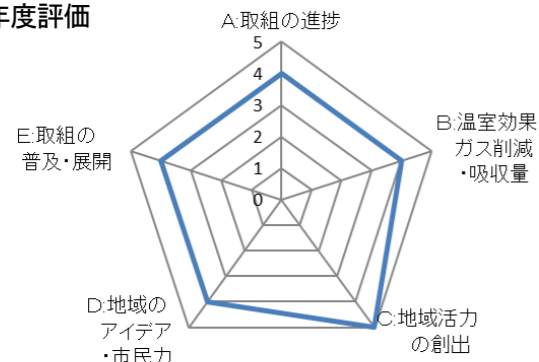 年度評価
A:取組の進捗
5
4
3
2
1
0
B:温室効果
ガス削減
・吸収量
C:地域活力
の創出
D:地域の
アイデア
・市民力
E:取組の
普及・展開